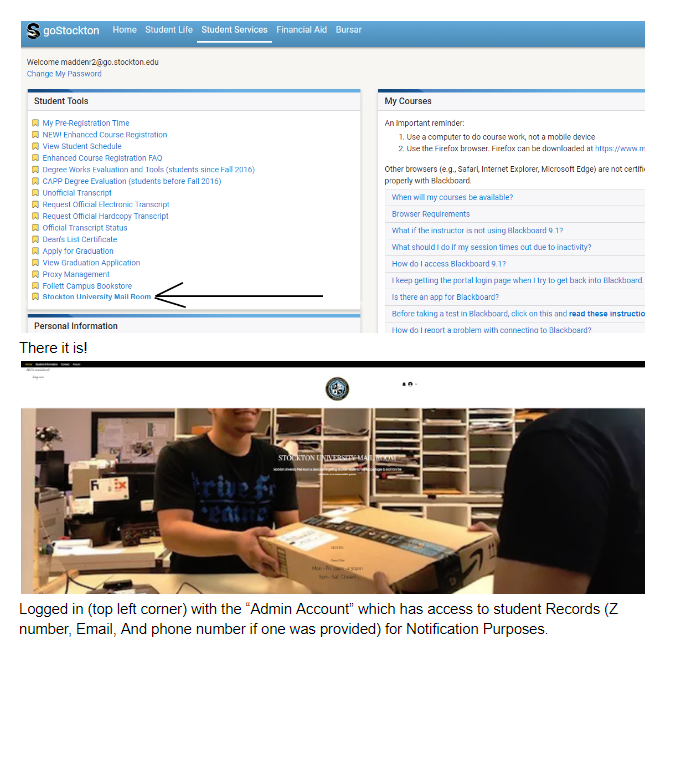 goStockton Home Student Life Student Services Financial Aid Bursar
Welcome maddenr2@go.stockton.edu
Change My Password
Student Tools
My Pre-Registration Time
NEW! Enhanced Course Registration
View Student Schedule
Enhanced Course Registration FAQ
Degree Works Evaluation and Tools (students since Fall 2016)
CAPP Degree Evaluation (students before Fall 2016)
Unofficial Transcript
Request Official Electronic Transcript
Request Official Hardcopy Transcript
Official Transcript Status
Dean's List Certificate
Apply for Graduation
View Graduation Application
Proxy Management
Follett Campus Bookstore
Stockton University Mail Room
Personal Information
My Courses
An important reminder:
1. Use a computer to do course work, not a mobile device
2. Use the Firefox browser. Firefox can be downloaded at https://www.m
Other browsers (e.g., Safari, Internet Explorer, Microsoft Edge) are not certifi
properly with Blackboard.
When will my courses be available?
Browser Requirements
What if the instructor is not using Blackboard 9.1?
What should I do if my session times out due to inactivity?
How do I access Blackboard 9.1?
I keep getting the portal login page when I try to get back into Blackboard
Is there an app for Blackboard?
Before taking a test in Blackboard, click on this and read these instructio
How do I report a problem with connecting to Blackboard?
There it is!
STOCKTON UNIVERSITY MAIL ROOM
Logged in (top left corner) with the “Admin Account” which has access to student Records (Z
number, Email, And phone number if one was provided) for Notification Purposes.